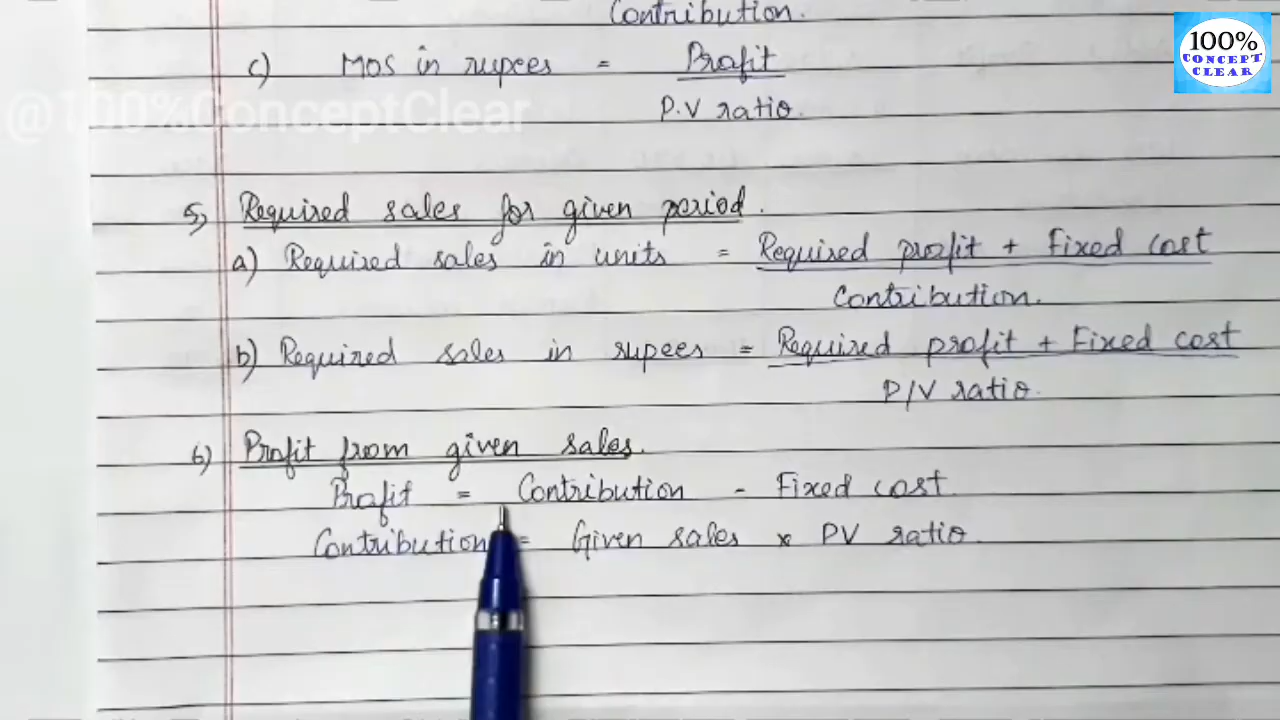 Contribution.
c) MOS in rupees = Profit
P.V ratio.
@100%ConceptClear
5) Required sales for given period.
a) Required sales in units = Required profit + Fixed cost
Contribution.
b) Required sales in rupees = Required profit + Fixed cost
P/V ratio.
6) Profit from given sales.
Profit = Contribution - Fixed cost
Contribution = Given sales × PV ratio.
100%
CONCEPT
CLEAR